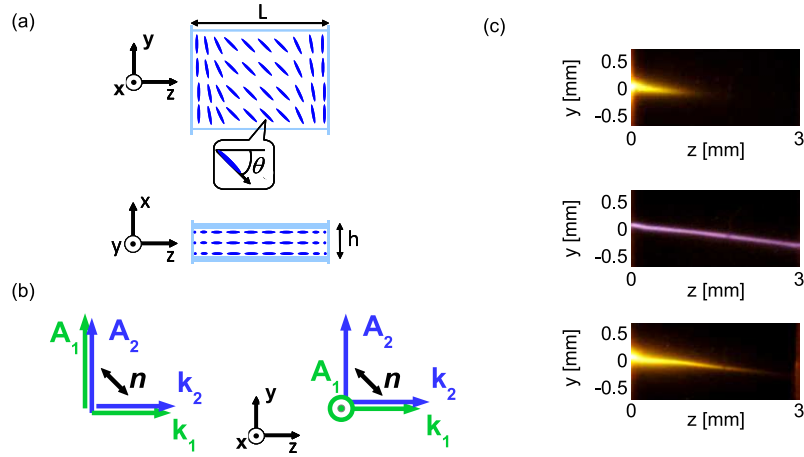 (a)
L
y
x
z
θ
x
y
z
h
(b)
A1
A2
n
k2
k1
y
x
z
A2
A1
n
k2
k1
(c)
y [mm]
0.5
0
-0.5
0
3
z [mm]
y [mm]
0.5
0
-0.5
0
3
z [mm]
y [mm]
0.5
0
-0.5
0
3
z [mm]